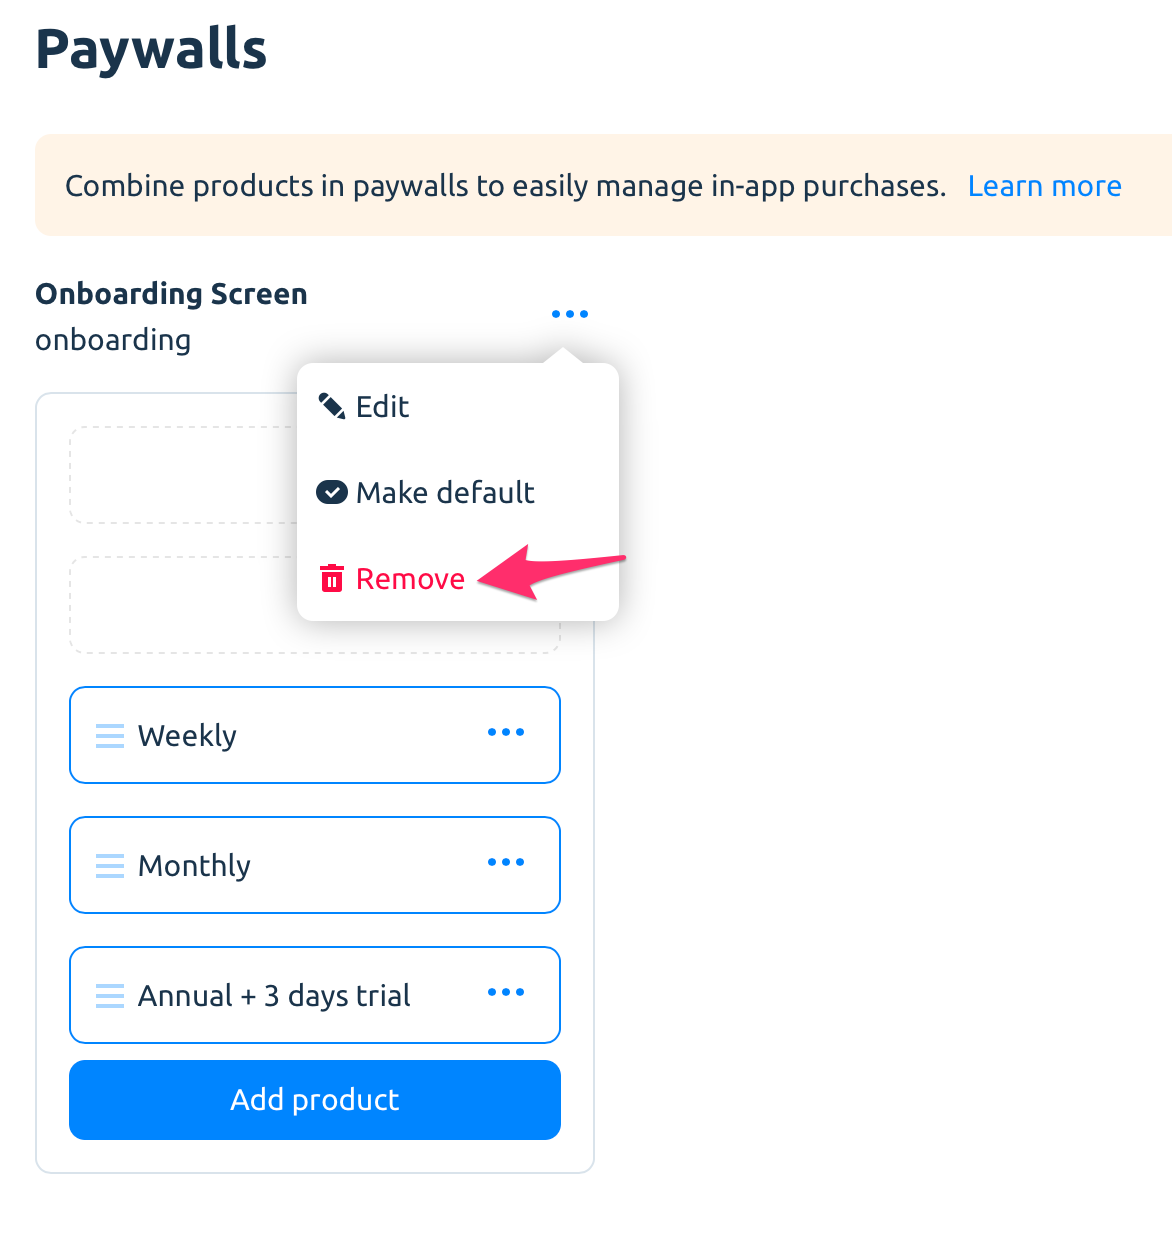 Paywalls
Combine products in paywalls to easily manage in-app purchases. Learn more
Onboarding Screen
onboarding
Edit
Make default
Remove
Weekly
Monthly
Annual + 3 days trial
Add product